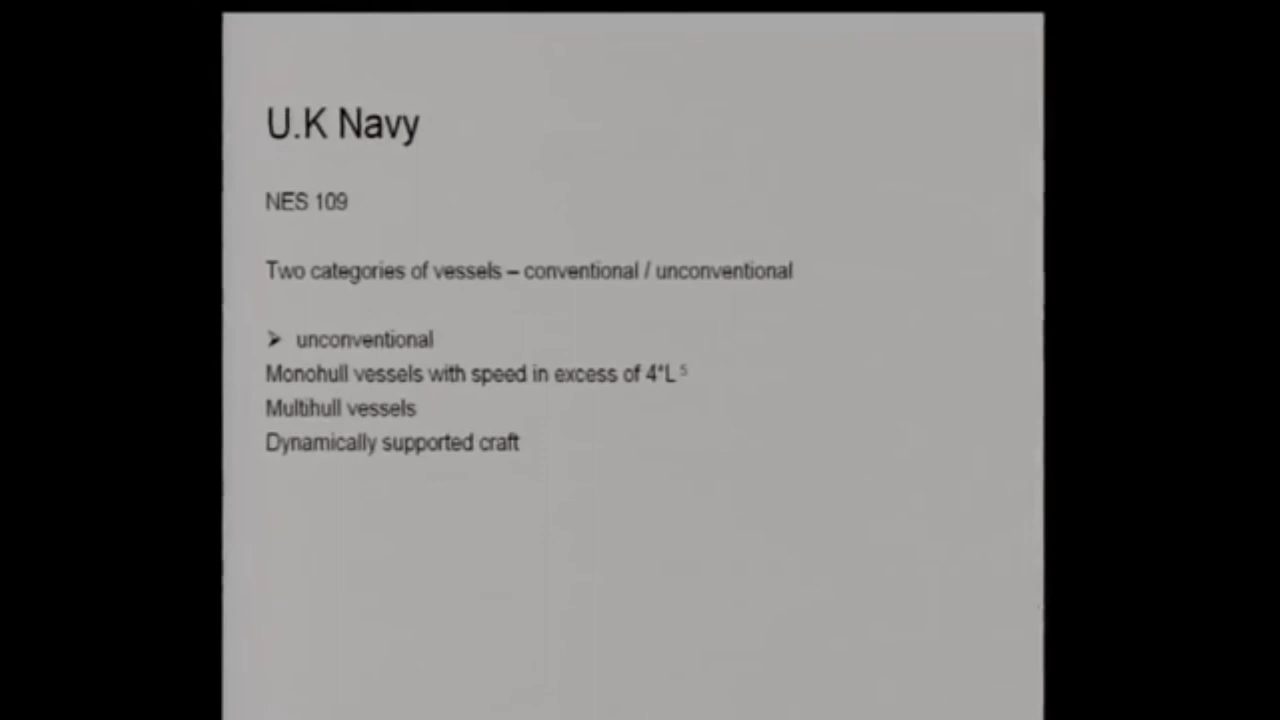 U.K Navy
NES 109
Two categories of vessels – conventional / unconventional
➢ unconventional
Monohull vessels with speed in excess of 4*L⁵
Multihull vessels
Dynamically supported craft